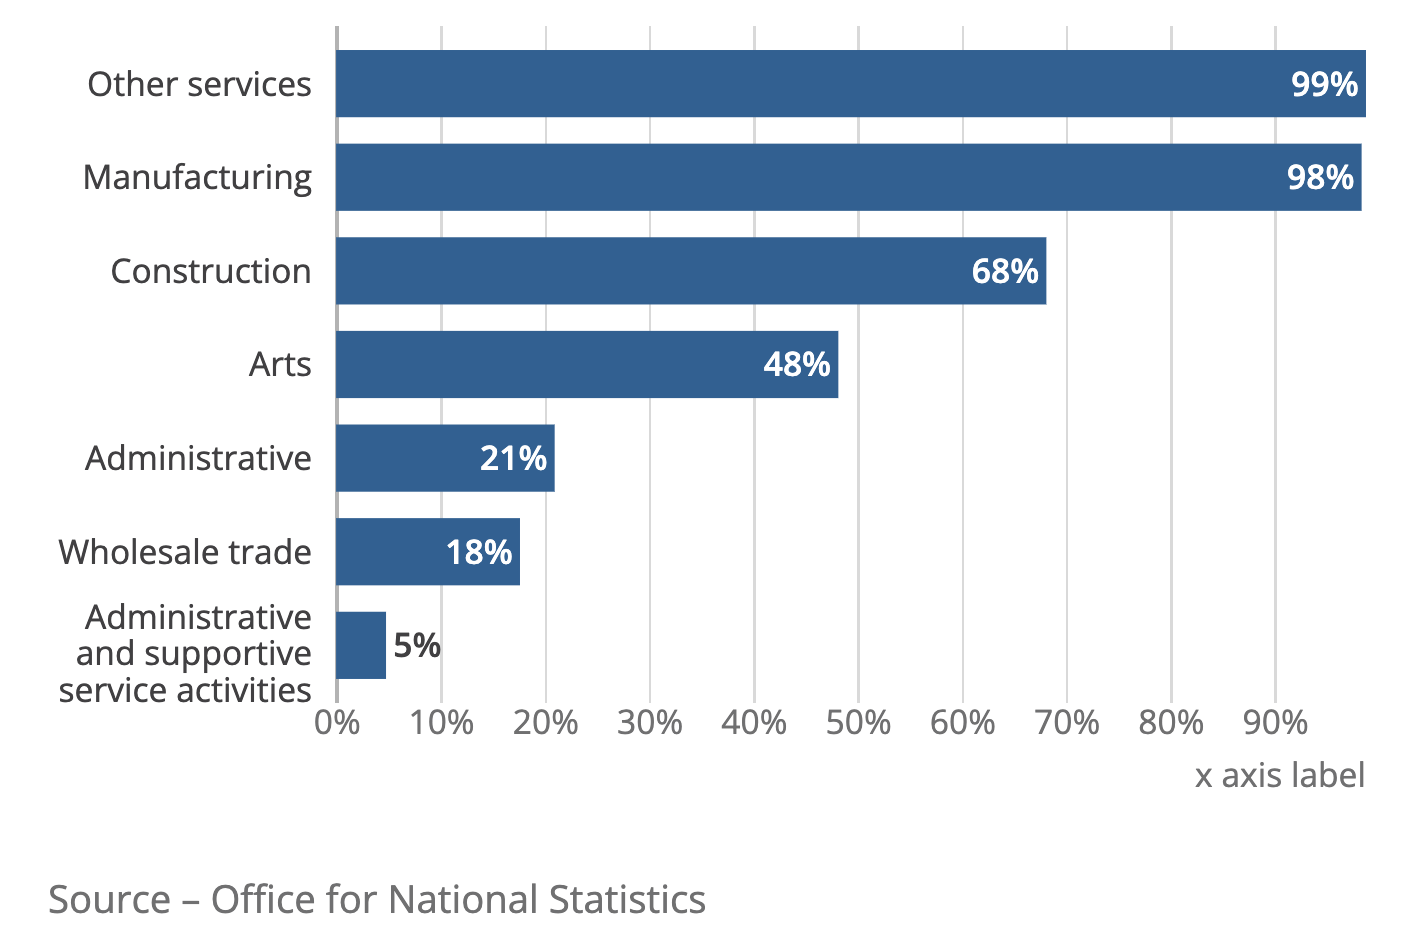 Other services
99%
Manufacturing
98%
Construction
68%
Arts
48%
Administrative
21%
Wholesale trade
18%
Administrative
and supportive
service activities
5%
0% 10% 20% 30% 40% 50% 60% 70% 80% 90%
x axis label
Source – Office for National Statistics